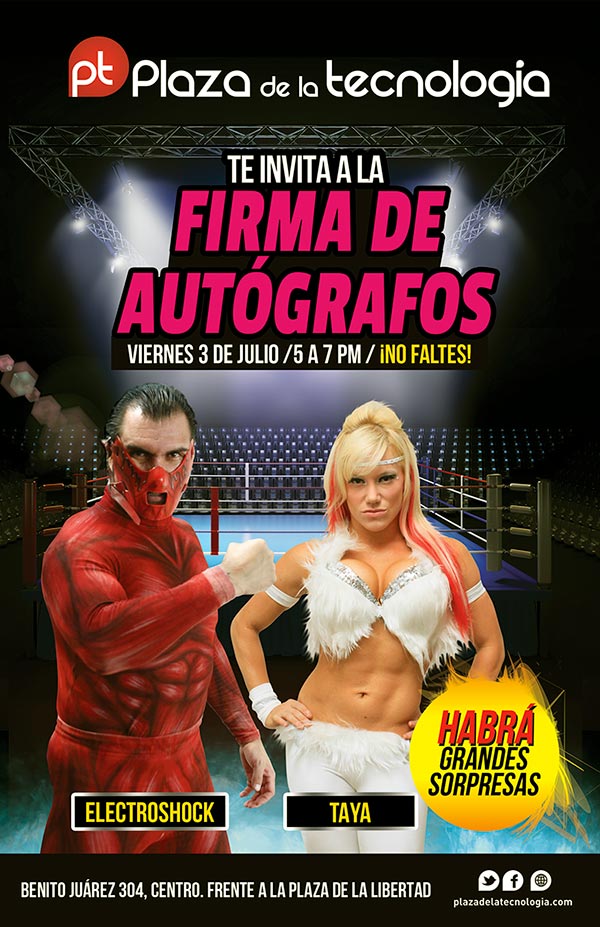 pt Plaza de la tecnología
TE INVITA A LA
FIRMA DE
AUTÓGRAFOS
VIERNES 3 DE JULIO /5 A 7 PM / ¡NO FALTES!
HABRÁ
GRANDES
SORPRESAS
ELECTROSHOCK
TAYA
BENITO JUÁREZ 304, CENTRO. FRENTE A LA PLAZA DE LA LIBERTAD
plazadelatecnologia.com